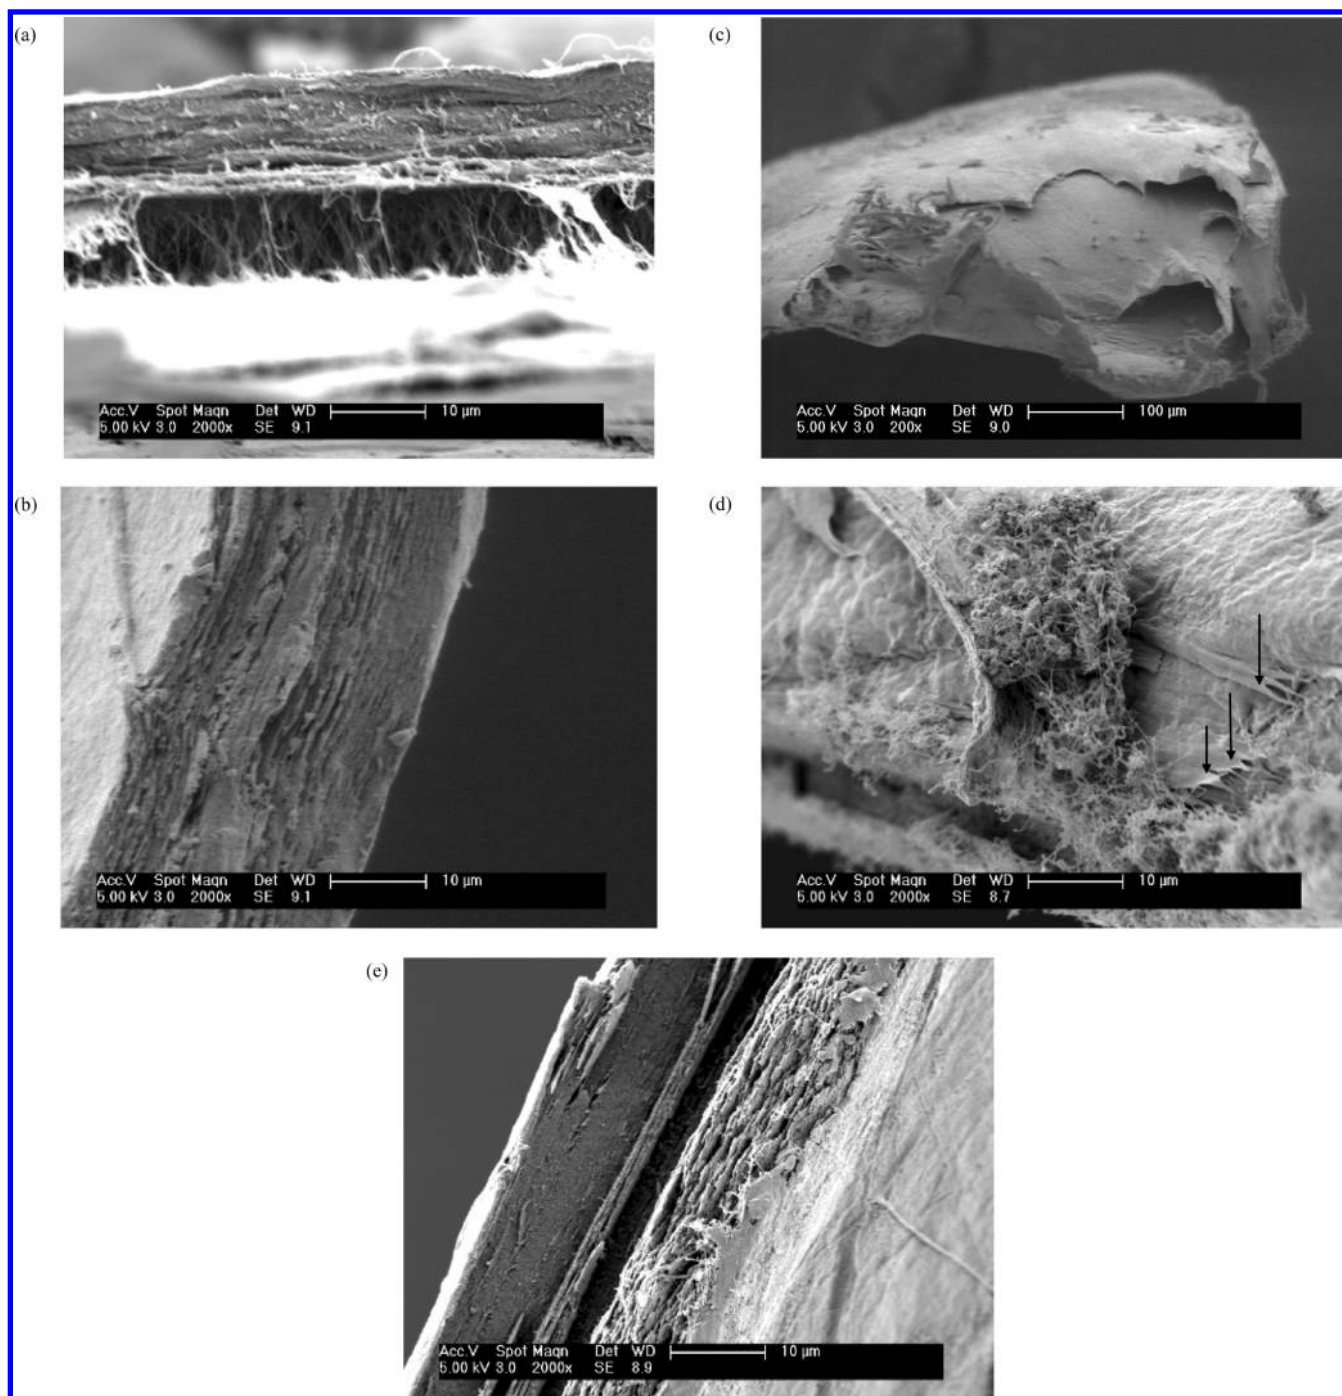 (a)
Acc.V Spot Magn Det WD 10 µm
5.00 kV 3.0 2000x SE 9.1
(c)
Acc.V Spot Magn Det WD 100 µm
5.00 kV 3.0 200x SE 9.0
(b)
Acc.V Spot Magn Det WD 10 µm
5.00 kV 3.0 2000x SE 9.1
(d)
Acc.V Spot Magn Det WD 10 µm
5.00 kV 3.0 2000x SE 8.7
(e)
Acc.V Spot Magn Det WD 10 µm
5.00 kV 3.0 2000x SE 8.9